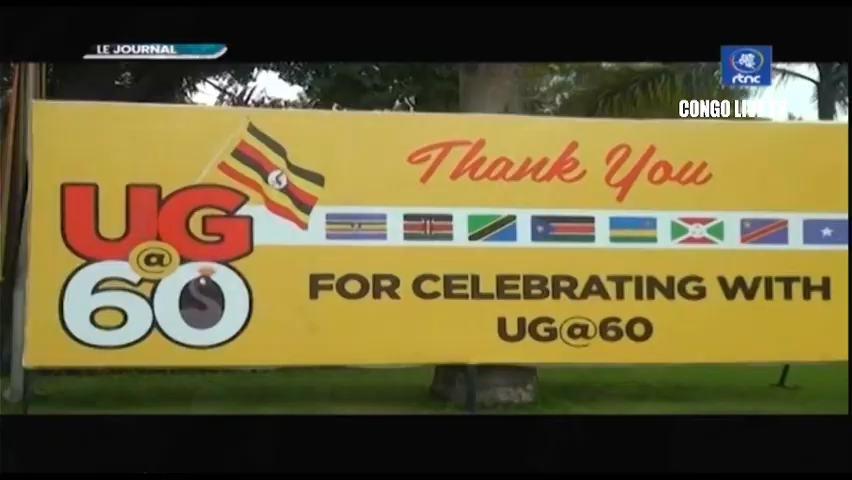 LE JOURNAL
rtnc
CONGO LIVE
Thank You
UG
@
60
FOR CELEBRATING WITH
UG@60